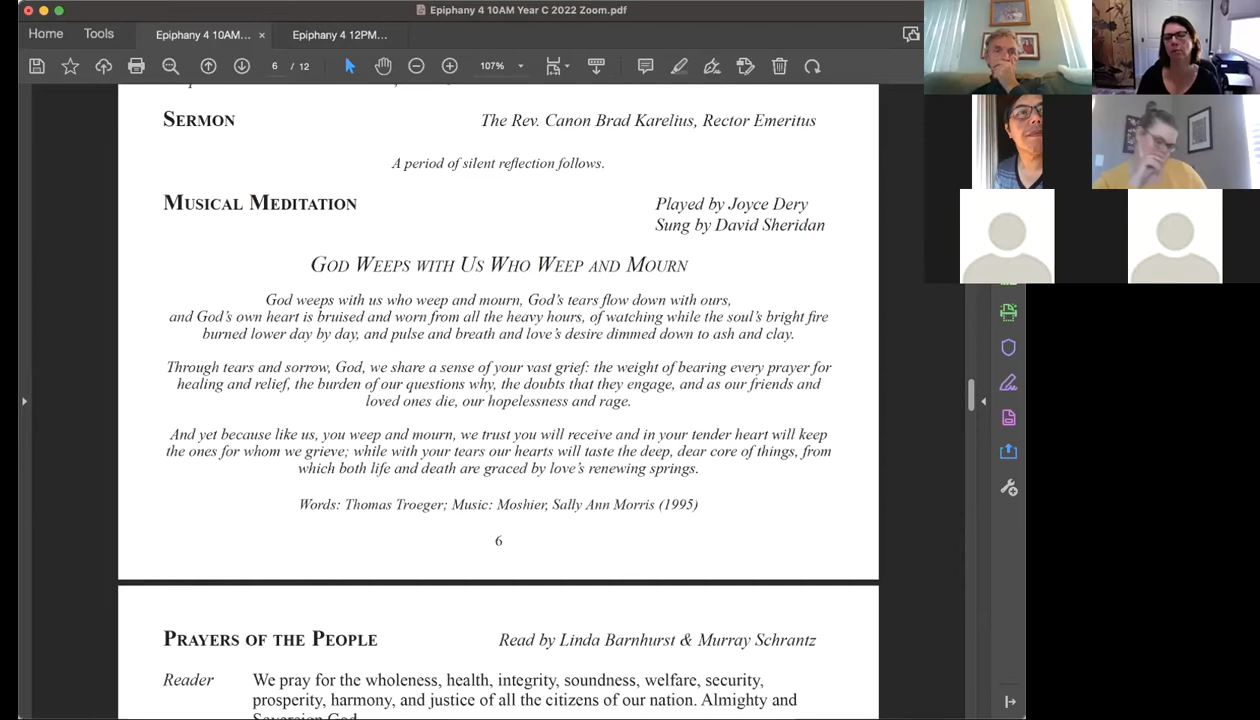 Epiphany 4 10AM Year C 2022 Zoom.pdf
Home
Tools
Epiphany 4 10AM...
×
Epiphany 4 12PM...
6 / 12
107%
SERMON
The Rev. Canon Brad Karelius, Rector Emeritus
A period of silent reflection follows.
MUSICAL MEDITATION
Played by Joyce Dery
Sung by David Sheridan
GOD WEEPS WITH US WHO WEEP AND MOURN
God weeps with us who weep and mourn, God's tears flow down with ours,
and God's own heart is bruised and worn from all the heavy hours, of watching while the soul's bright fire
burned lower day by day, and pulse and breath and love's desire dimmed down to ash and clay.
Through tears and sorrow, God, we share a sense of your vast grief: the weight of bearing every prayer for
healing and relief, the burden of our questions why, the doubts that they engage, and as our friends and
loved ones die, our hopelessness and rage.
And yet because like us, you weep and mourn, we trust you will receive and in your tender heart will keep
the ones for whom we grieve; while with your tears our hearts will taste the deep, dear core of things, from
which both life and death are graced by love's renewing springs.
Words: Thomas Troeger; Music: Moshier, Sally Ann Morris (1995)
6
PRAYERS OF THE PEOPLE
Read by Linda Barnhurst & Murray Schrantz
Reader
We pray for the wholeness, health, integrity, soundness, welfare, security,
prosperity, harmony, and justice of all the citizens of our nation. Almighty and
Sovereign God